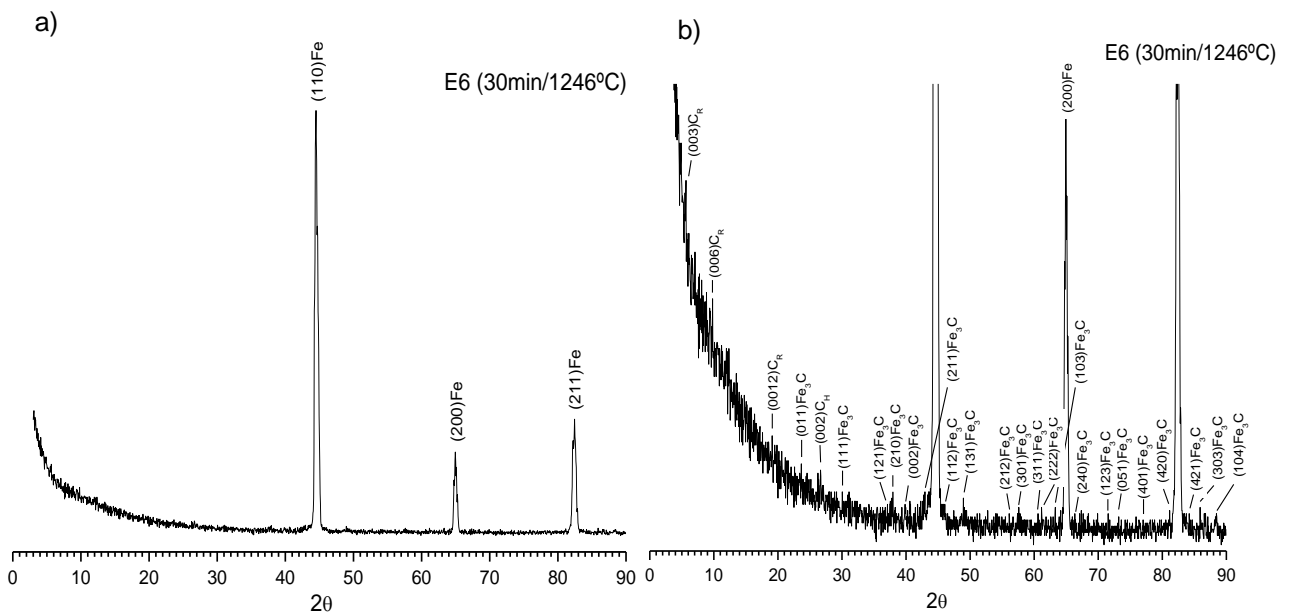 a)
E6 (30min/1246ºC)
(110)Fe
(200)Fe
(211)Fe
0 10 20 30 40 50 60 70 80 90
2θ
b)
E6 (30min/1246ºC)
(003)C_R
(006)C_R
(0012)C_R
(011)Fe₃C
(002)C_H
(111)Fe₃C
(121)Fe₃C
(210)Fe₃C
(002)Fe₃C
(211)Fe₃C
(112)Fe₃C
(131)Fe₃C
(212)Fe₃C
(301)Fe₃C
(311)Fe₃C
(222)Fe₃C
(200)Fe
(103)Fe₃C
(240)Fe₃C
(123)Fe₃C
(051)Fe₃C
(401)Fe₃C
(420)Fe₃C
(421)Fe₃C
(303)Fe₃C
(104)Fe₃C
0 10 20 30 40 50 60 70 80 90
2θ